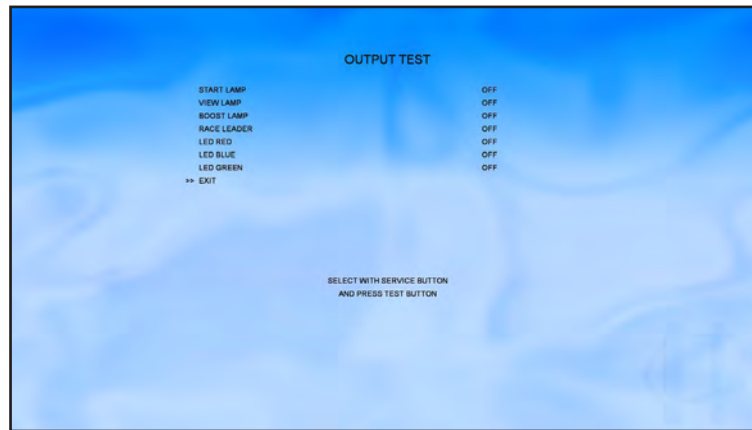 OUTPUT TEST
START LAMP OFF
VIEW LAMP OFF
BOOST LAMP OFF
RACE LEADER OFF
LED RED OFF
LED BLUE OFF
LED GREEN OFF
>> EXIT
SELECT WITH SERVICE BUTTON
AND PRESS TEST BUTTON